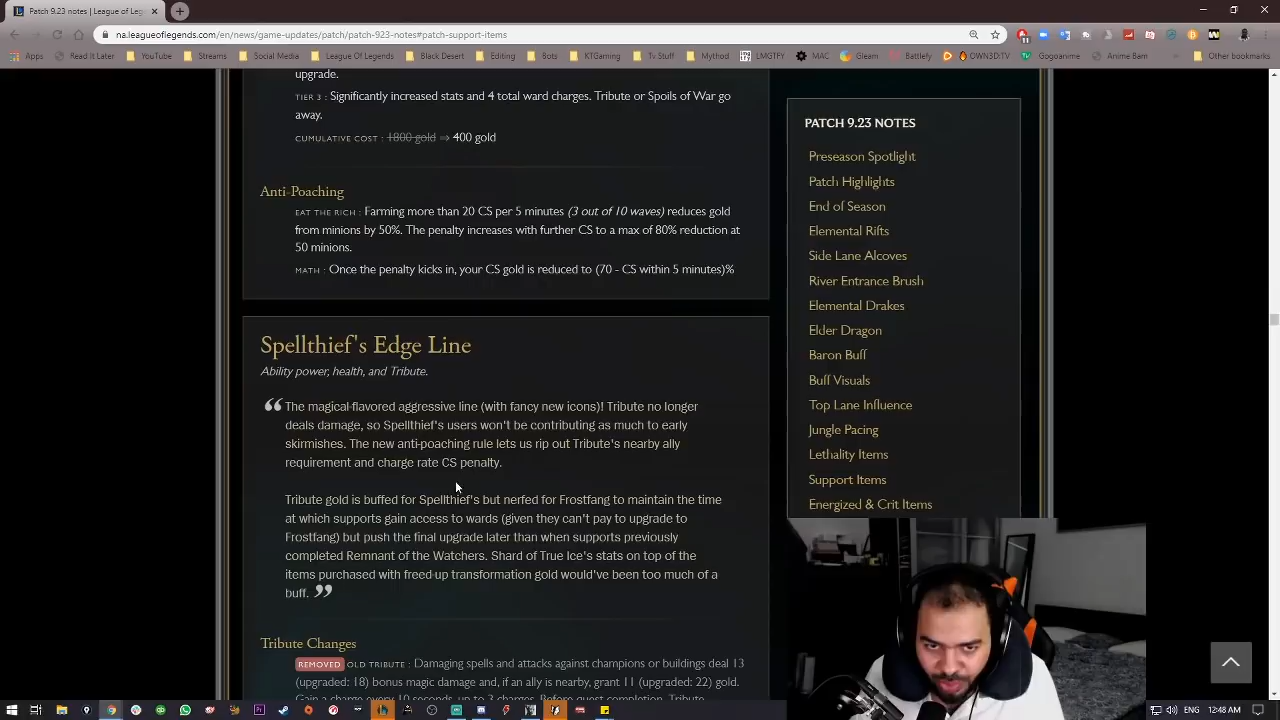 Patch 9.23 notes | League of Lege
YouTube
na.leagueoflegends.com/en/news/game-updates/patch/patch-923-notes#patch-support-items
Apps Read It Later Subs Streams Social League Of Legends Black Desert Editing Bots KTGaming Tv Stuff Mythod LMGTFY MAC Gleam Battlefy OWN3D.TV Gogoanime Anime Bam Other bookmarks
upgrade.
TIER 3 : Significantly increased stats and 4 total ward charges. Tribute or Spoils of War go
away.
CUMULATIVE COST : 1800 gold ⇒ 400 gold
Anti-Poaching
EAT THE RICH : Farming more than 20 CS per 5 minutes (3 out of 10 waves) reduces gold
from minions by 50%. The penalty increases with further CS to a max of 80% reduction at
50 minions.
MATH : Once the penalty kicks in, your CS gold is reduced to (70 - CS within 5 minutes)%
Spellthief's Edge Line
Ability power, health, and Tribute.
The magical-flavored aggressive line (with fancy new icons)! Tribute no longer
deals damage, so Spellthief's users won't be contributing as much to early
skirmishes. The new anti-poaching rule lets us rip out Tribute's nearby ally
requirement and charge rate CS penalty.
Tribute gold is buffed for Spellthief's but nerfed for Frostfang to maintain the time
at which supports gain access to wards (given they can't pay to upgrade to
Frostfang) but push the final upgrade later than when supports previously
completed Remnant of the Watchers. Shard of True Ice's stats on top of the
items purchased with freed-up transformation gold would've been too much of a
buff.
Tribute Changes
REMOVED OLD TRIBUTE : Damaging spells and attacks against champions or buildings deal 13
(upgraded: 18) bonus magic damage and, if an ally is nearby, grant 11 (upgraded: 22) gold.
Gain a charge every 10 seconds, up to 3 charges. Before quest completion, Tribute
PATCH 9.23 NOTES
Preseason Spotlight
Patch Highlights
End of Season
Elemental Rifts
Side Lane Alcoves
River Entrance Brush
Elemental Drakes
Elder Dragon
Baron Buff
Buff Visuals
Top Lane Influence
Jungle Pacing
Lethality Items
Support Items
Energized & Crit Items
ENG 12:48 AM